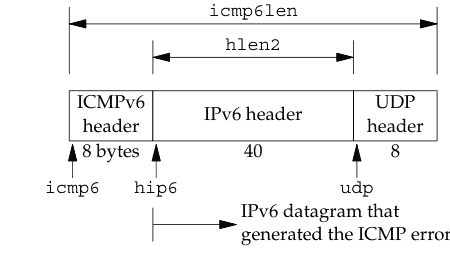 icmp6len
hlen2
ICMPv6 header
IPv6 header
UDP header
8 bytes
40
8
icmp6
hip6
udp
IPv6 datagram that
generated the ICMP error